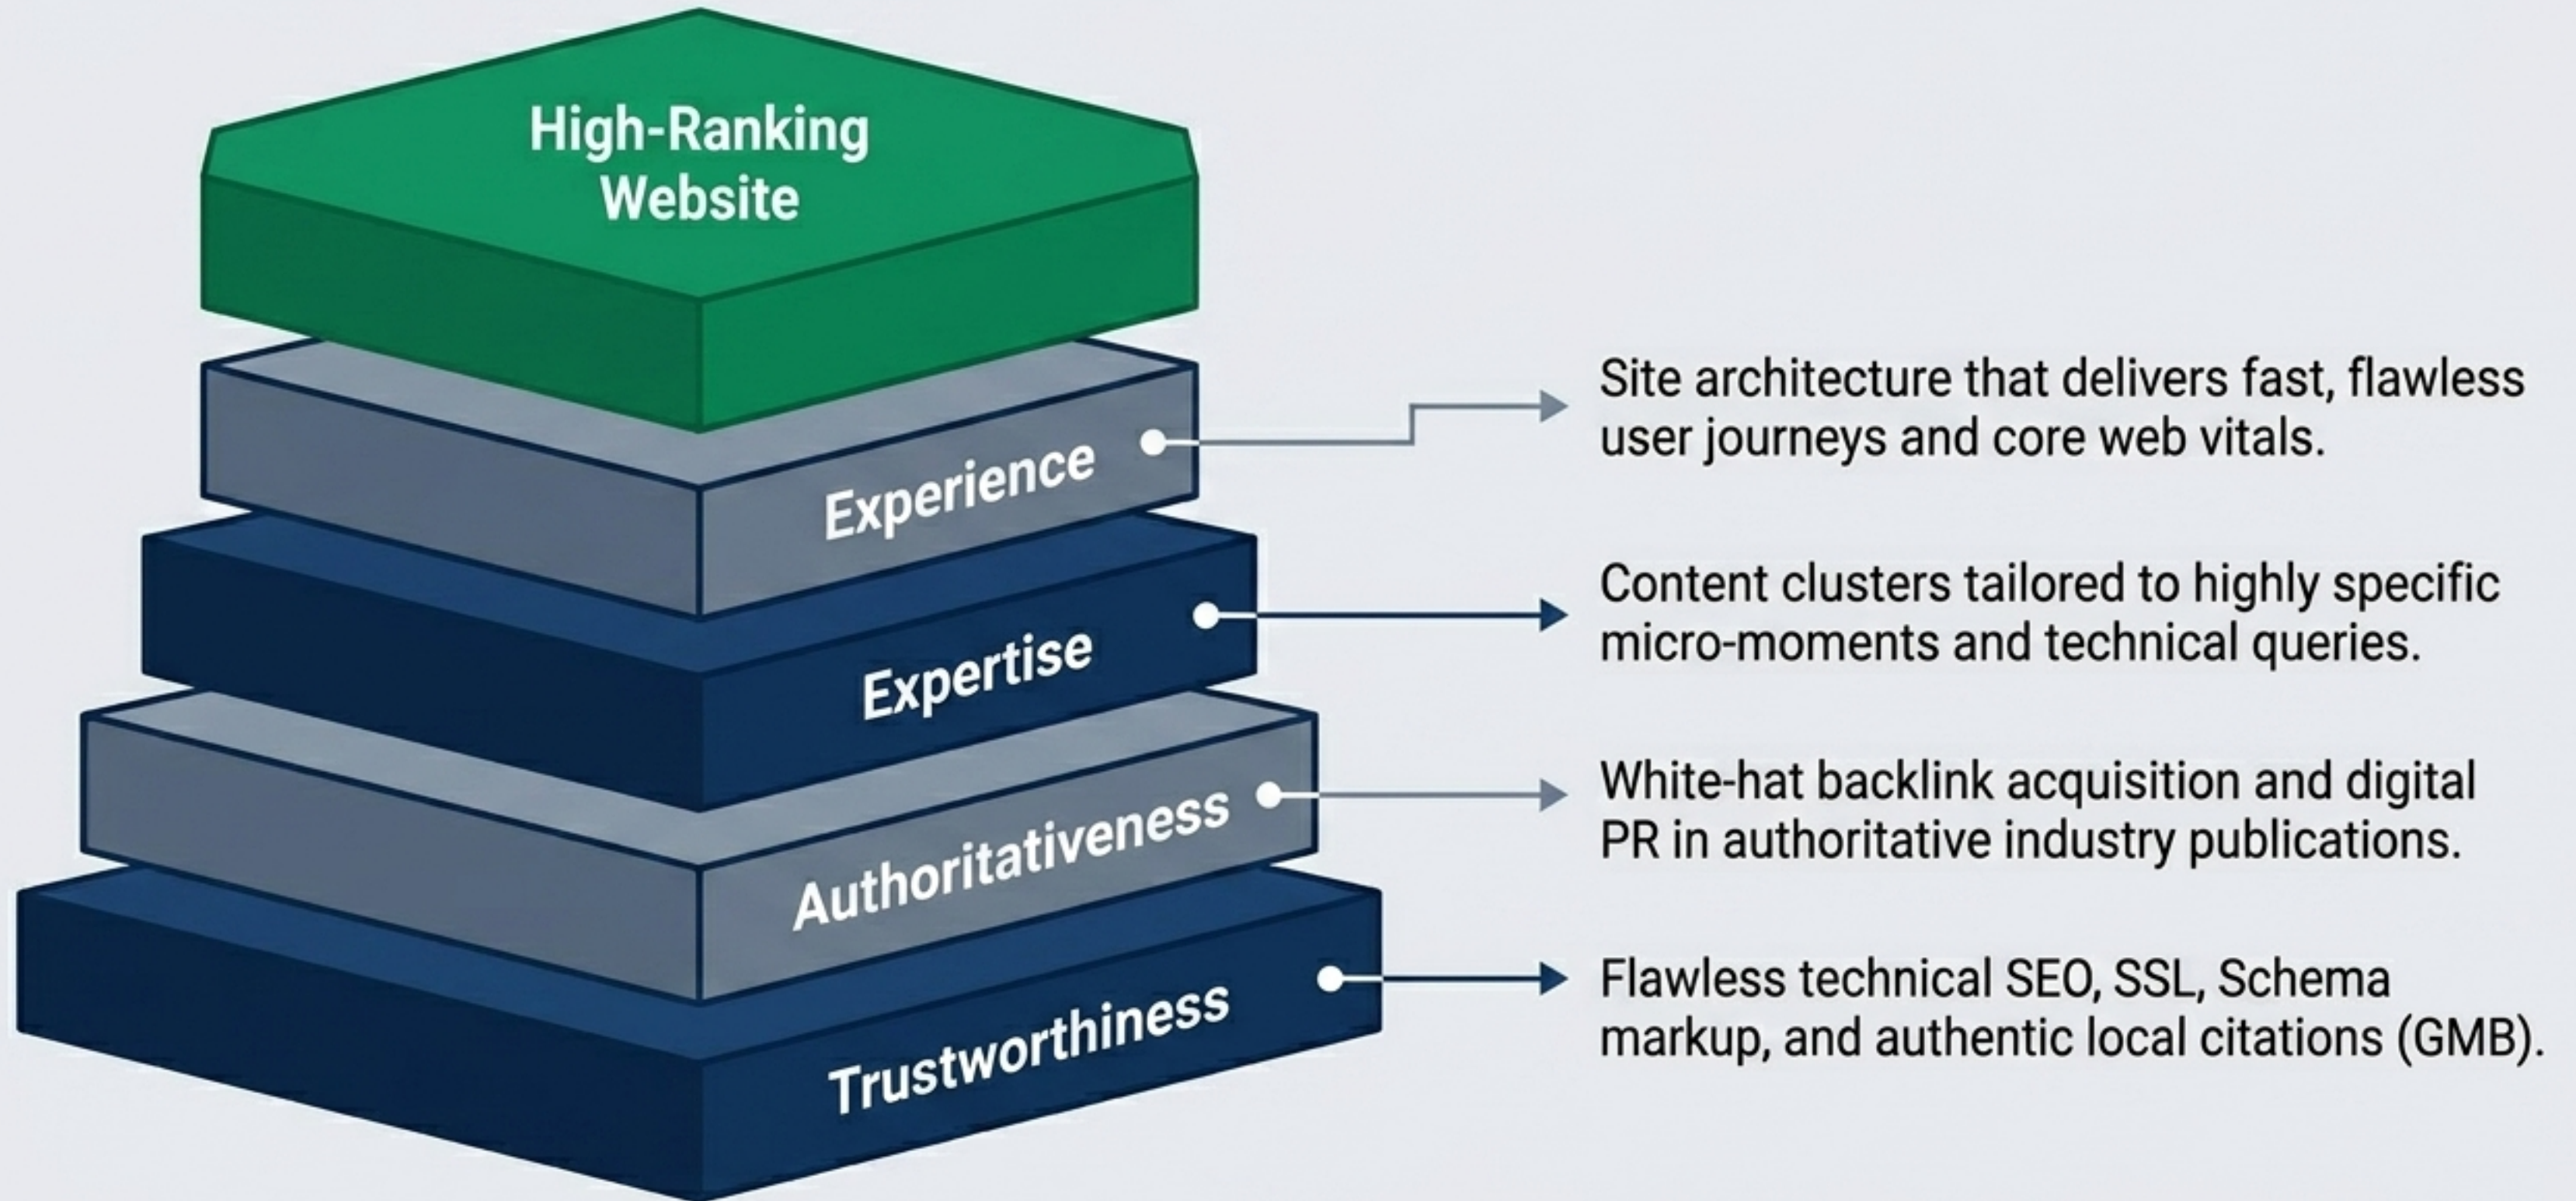 High-Ranking
Website
Experience
Site architecture that delivers fast, flawless
user journeys and core web vitals.
Expertise
Content clusters tailored to highly specific
micro-moments and technical queries.
Authoritativeness
White-hat backlink acquisition and digital
PR in authoritative industry publications.
Trustworthiness
Flawless technical SEO, SSL, Schema
markup, and authentic local citations (GMB).